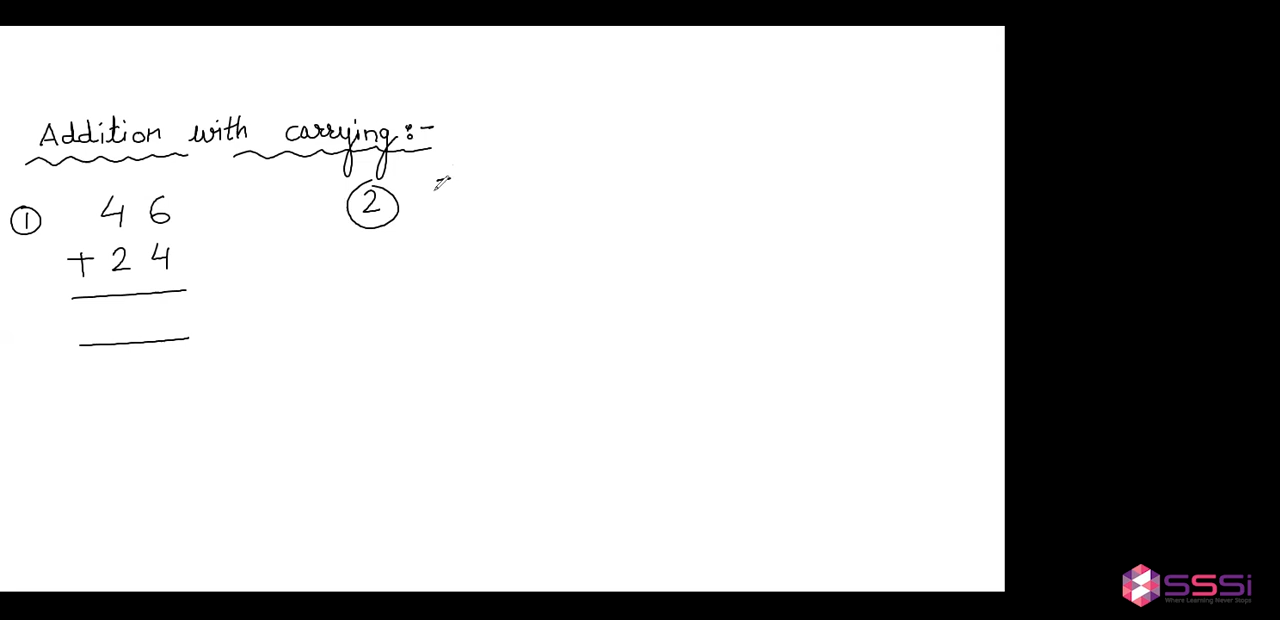 Addition with carrying :-
① 4 6
+ 2 4
②
SSSi
Where Learning Never Stops